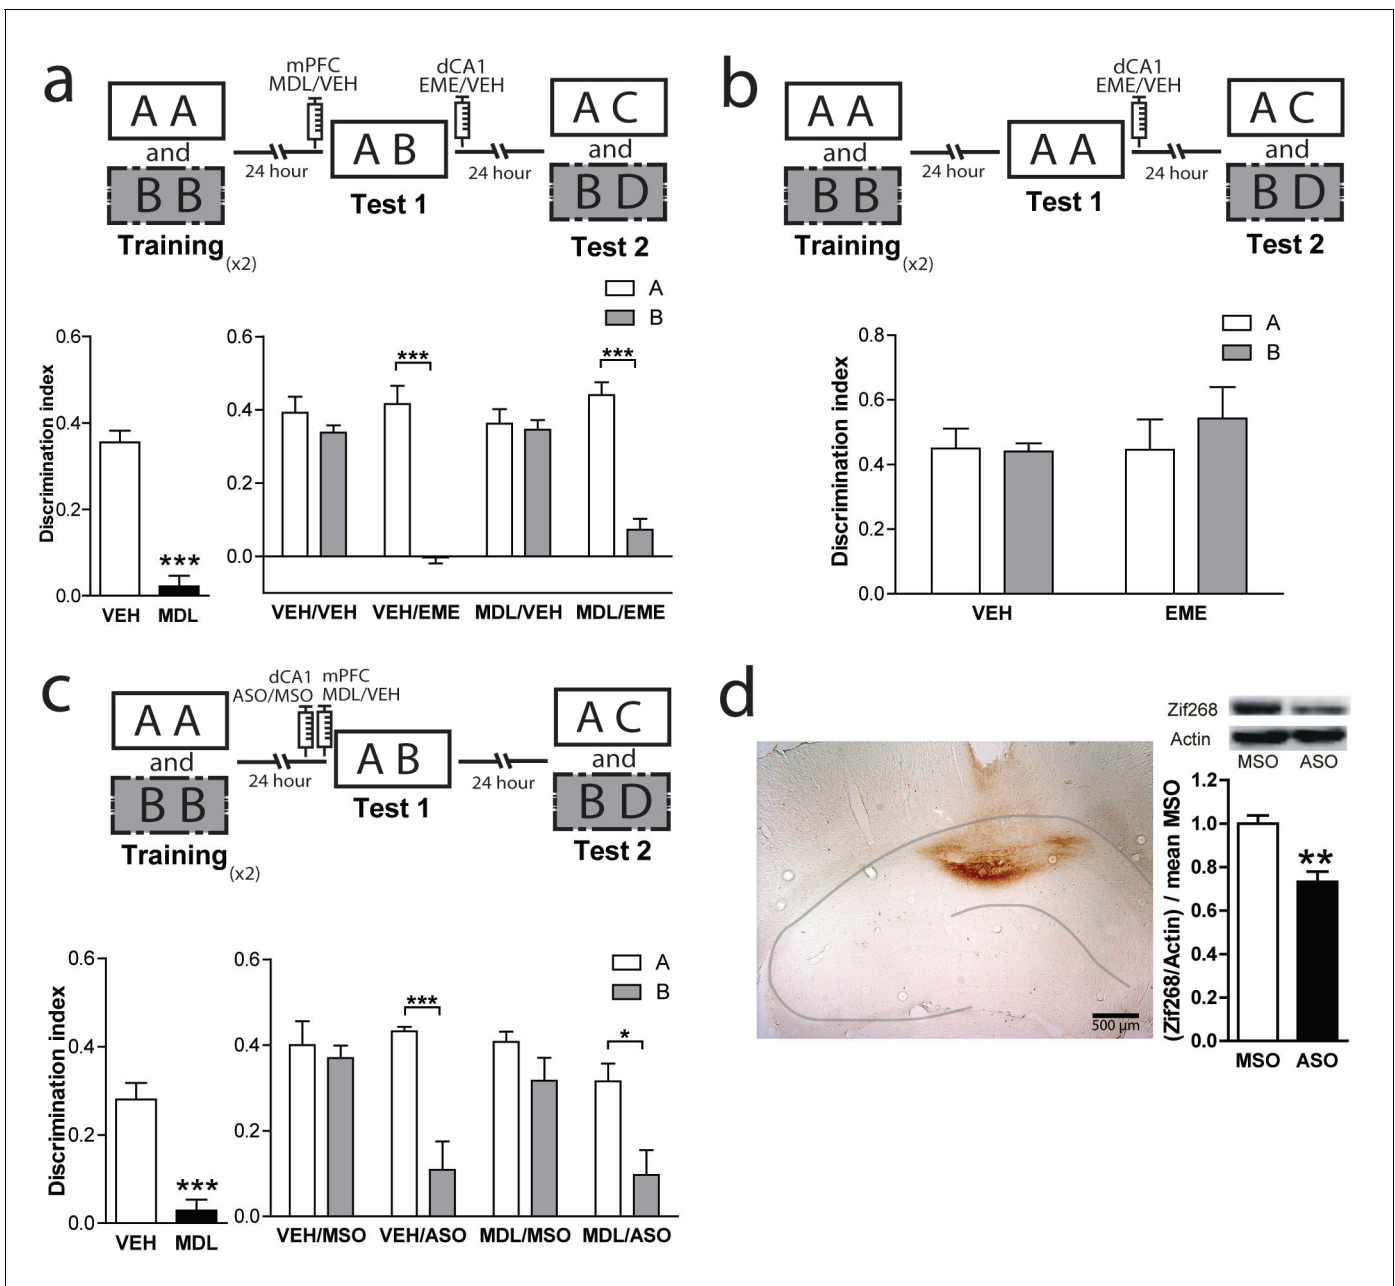 a
mPFC
MDL/VEH
dCA1
EME/VEH
A A
and
B B
Training (x2)
24 hour
A B
Test 1
24 hour
A C
and
B D
Test 2
A
B
Discrimination index
0.6
0.4
0.2
0.0
***
VEH MDL
0.6
0.4
0.2
0.0
***
***
VEH/VEH VEH/EME MDL/VEH MDL/EME
b
dCA1
EME/VEH
A A
and
B B
Training (x2)
24 hour
A A
Test 1
24 hour
A C
and
B D
Test 2
A
B
Discrimination index
0.8
0.6
0.4
0.2
0.0
VEH EME
c
dCA1
ASO/MSO
mPFC
MDL/VEH
A A
and
B B
Training (x2)
24 hour
A B
Test 1
24 hour
A C
and
B D
Test 2
A
B
Discrimination index
0.6
0.4
0.2
0.0
***
VEH MDL
0.6
0.4
0.2
0.0
***
*
VEH/MSO VEH/ASO MDL/MSO MDL/ASO
d
500 µm
Zif268
Actin
MSO ASO
(Zif268/Actin) / mean MSO
1.2
1.0
0.8
0.6
0.4
0.2
0.0
**
MSO ASO